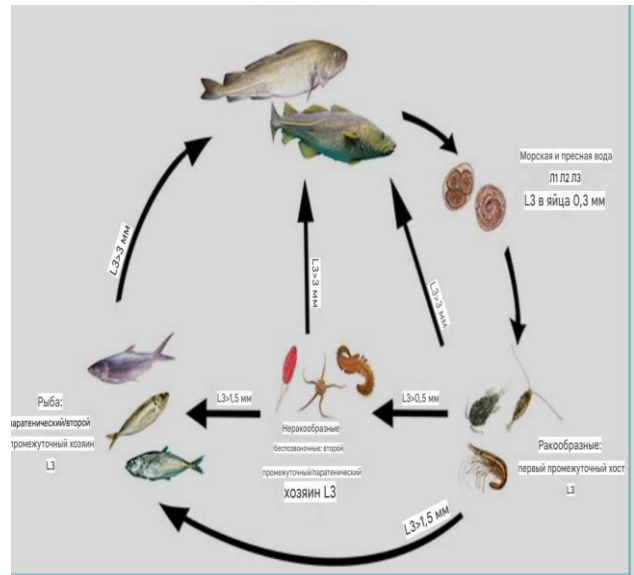 Морская и пресная вода
Л1 Л2 Л3
L3 в яйца 0,3 мм
L3>3 мм
L3>3 мм
L3>3 мм
L3>1,5 мм
L3>0,5 мм
Рыба:
паратенический/второй
промежуточный хозяин
L3
Неракообразные
беспозвоночные: второй
промежуточный/паратенический
хозяин L3
Ракообразные:
первый промежуточный хост
L3
L3>1,5 мм